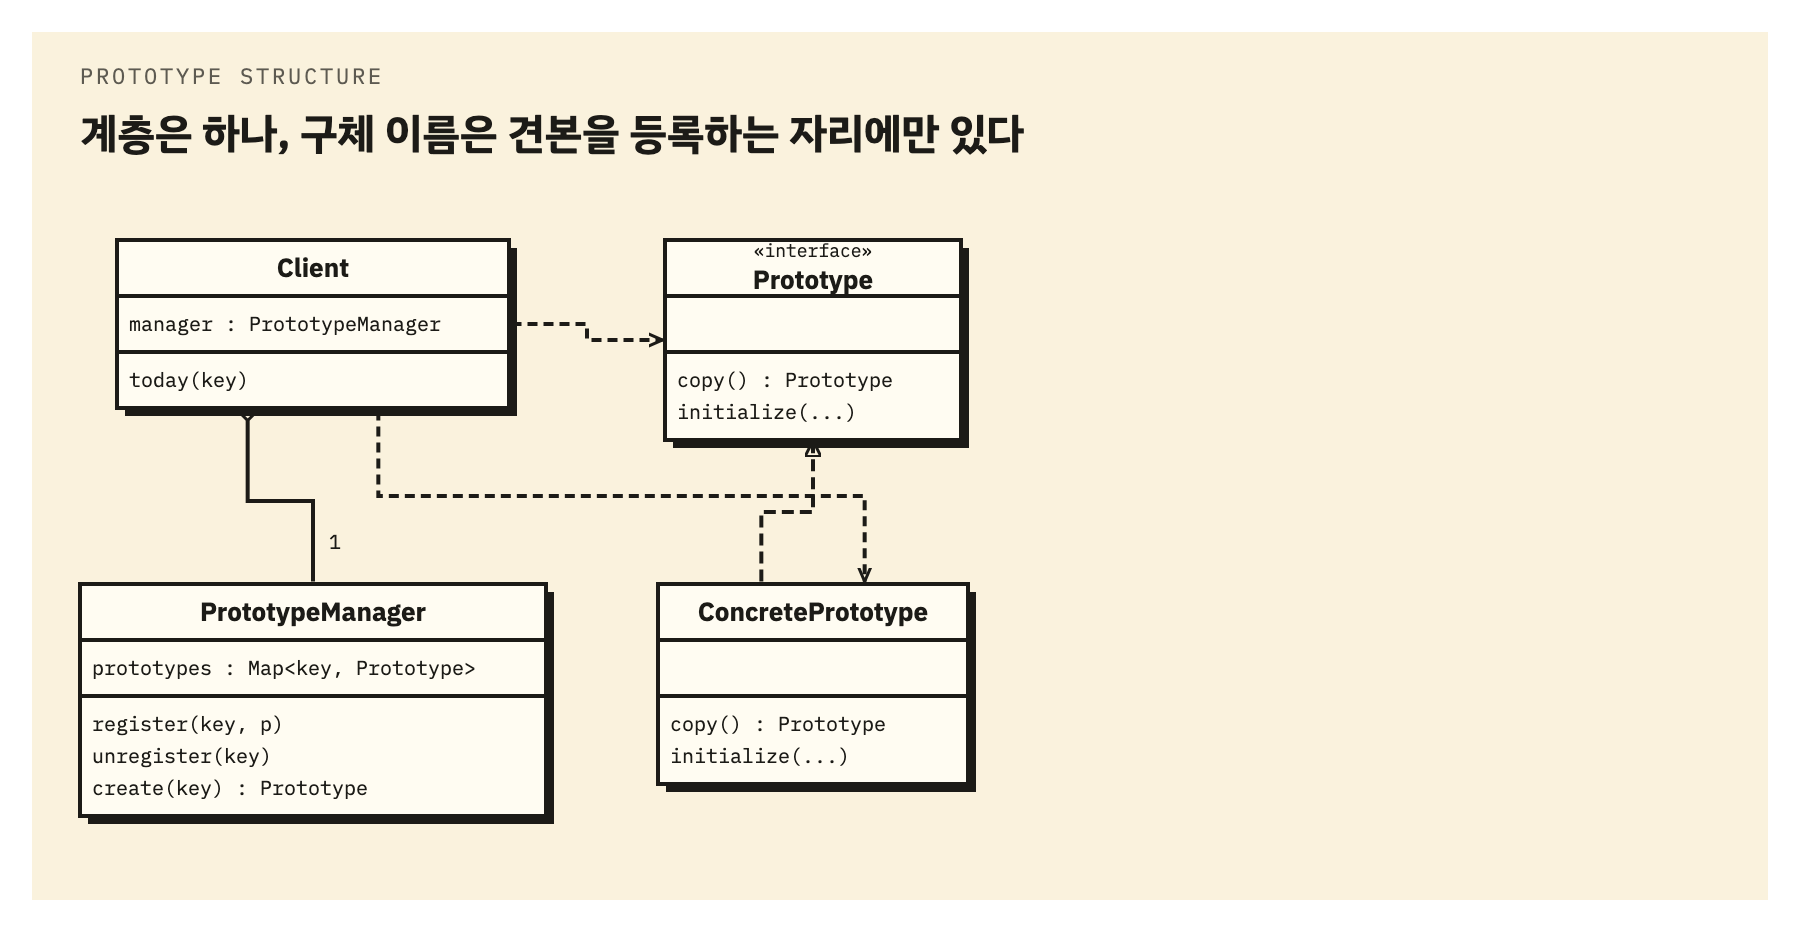 PROTOTYPE STRUCTURE
계층은 하나, 구체 이름은 견본을 등록하는 자리에만 있다
Client
manager : PrototypeManager
today(key)
«interface»
Prototype
copy() : Prototype
initialize(...)
1
PrototypeManager
prototypes : Map<key, Prototype>
register(key, p)
unregister(key)
create(key) : Prototype
ConcretePrototype
copy() : Prototype
initialize(...)